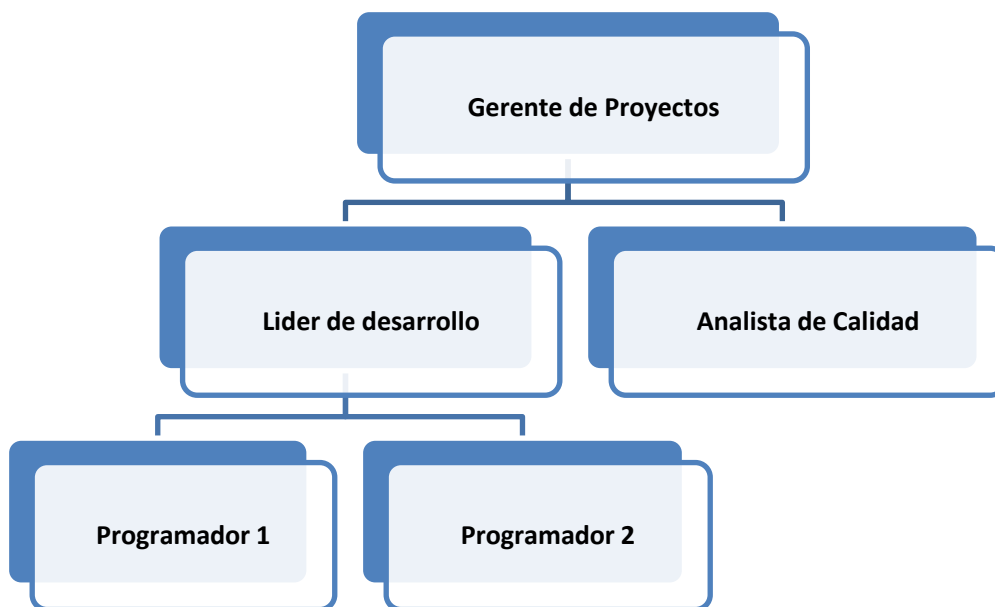 Gerente de Proyectos
Lider de desarrollo
Analista de Calidad
Programador 1
Programador 2